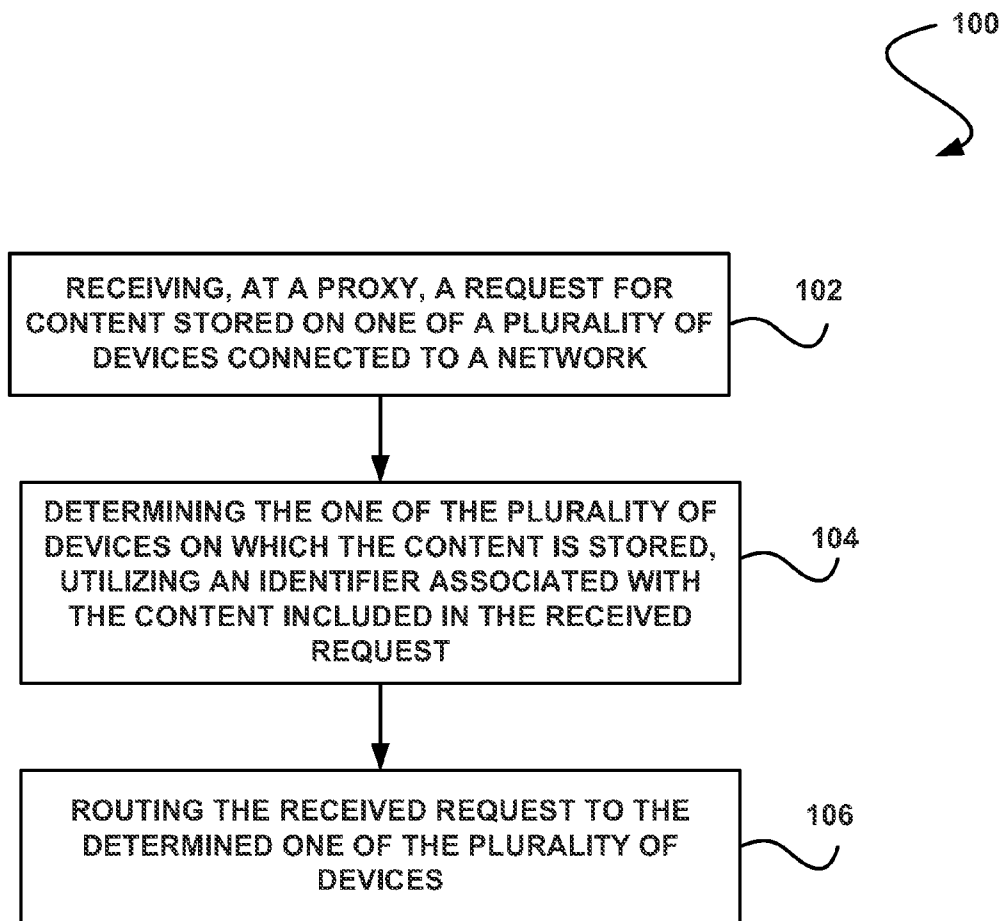 100
RECEIVING, AT A PROXY, A REQUEST FOR
CONTENT STORED ON ONE OF A PLURALITY OF
DEVICES CONNECTED TO A NETWORK
102
DETERMINING THE ONE OF THE PLURALITY OF
DEVICES ON WHICH THE CONTENT IS STORED,
UTILIZING AN IDENTIFIER ASSOCIATED WITH
THE CONTENT INCLUDED IN THE RECEIVED
REQUEST
104
ROUTING THE RECEIVED REQUEST TO THE
DETERMINED ONE OF THE PLURALITY OF
DEVICES
106